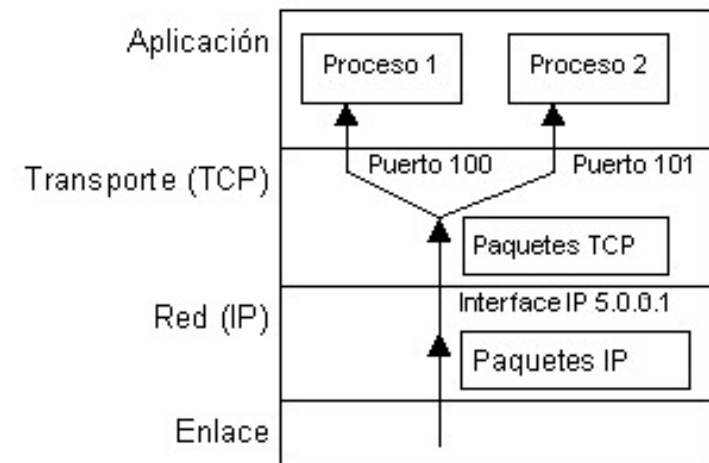 Aplicación
Proceso 1
Proceso 2
Puerto 100
Puerto 101
Transporte (TCP)
Paquetes TCP
Interface IP 5.0.0.1
Red (IP)
Paquetes IP
Enlace